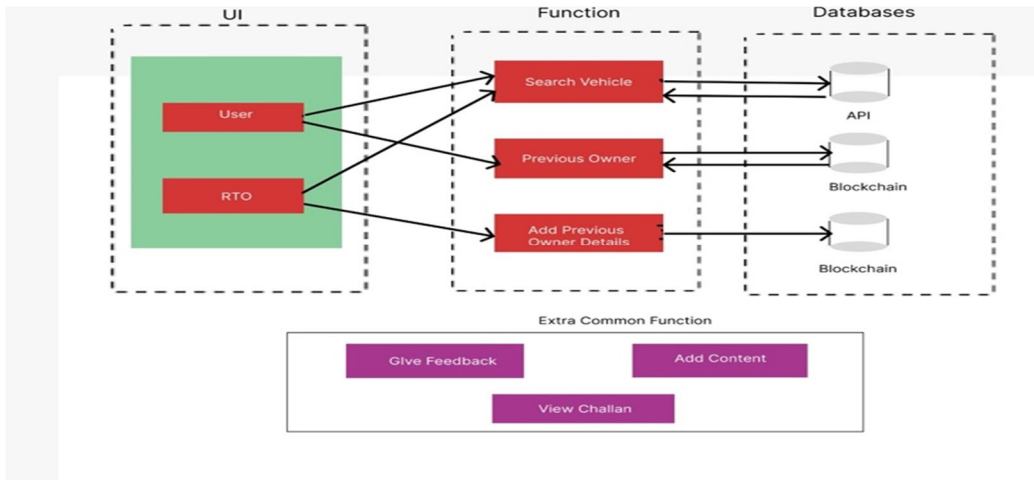 UI
Function
Databases
User
RTO
Search Vehicle
Previous Owner
Add Previous
Owner Details
API
Blockchain
Blockchain
Extra Common Function
GIve Feedback
Add Content
View Challan